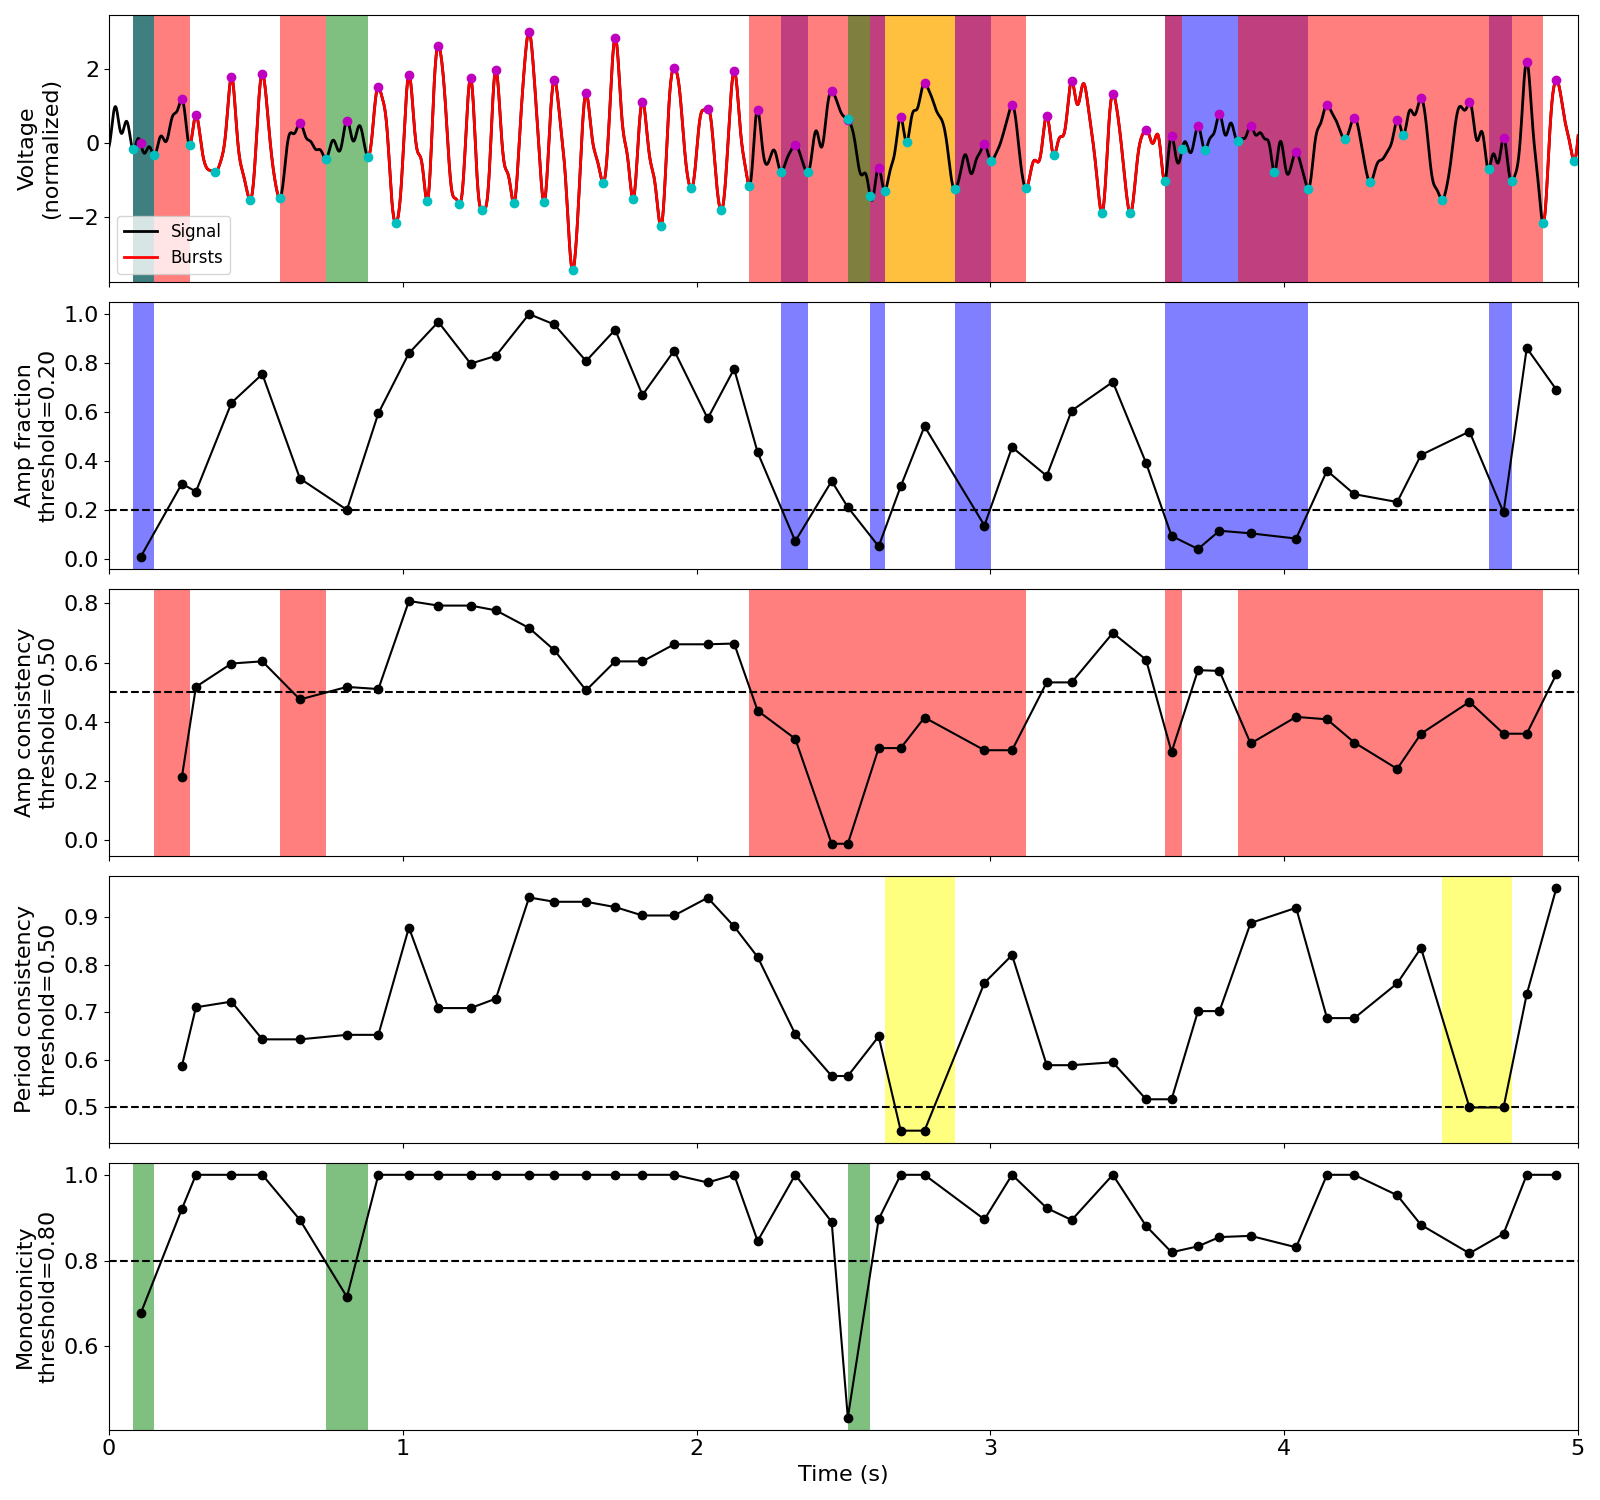 Voltage
(normalized)
2
0
−2
Signal
Bursts
Amp fraction
threshold=0.20
1.0
0.8
0.6
0.4
0.2
0.0
Amp consistency
threshold=0.50
0.8
0.6
0.4
0.2
0.0
Period consistency
threshold=0.50
0.9
0.8
0.7
0.6
0.5
Monotonicity
threshold=0.80
1.0
0.8
0.6
0 1 2 3 4 5
Time (s)